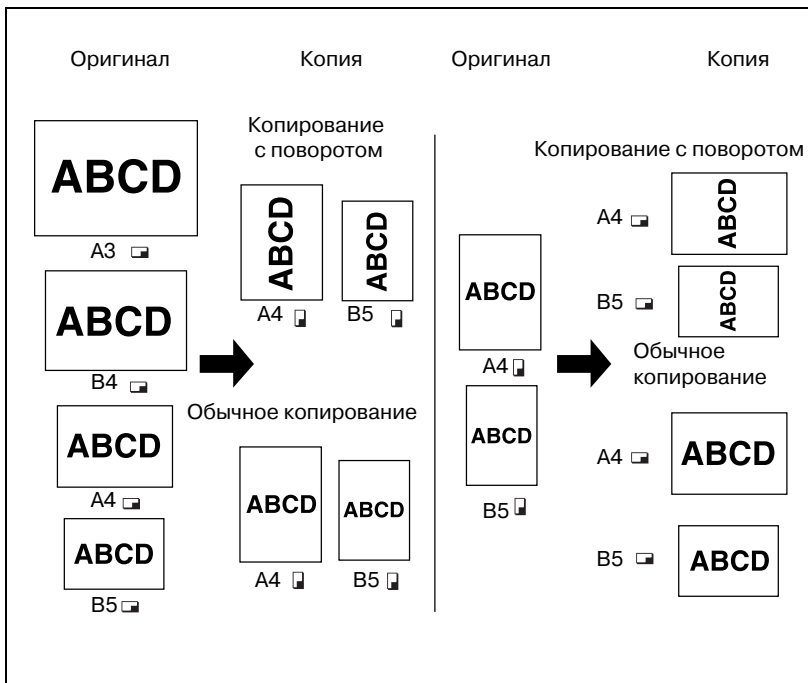 Оригинал Копия Оригинал Копия
Копирование
с поворотом
ABCD
A3
ABCD
B4
ABCD
A4
ABCD
B5
ABCD
A4
ABCD
B5
Обычное копирование
ABCD
A4
ABCD
B5
Копирование с поворотом
ABCD
A4
ABCD
B5
A4
ABCD
B5
ABCD
Обычное
копирование
A4
ABCD
B5
ABCD